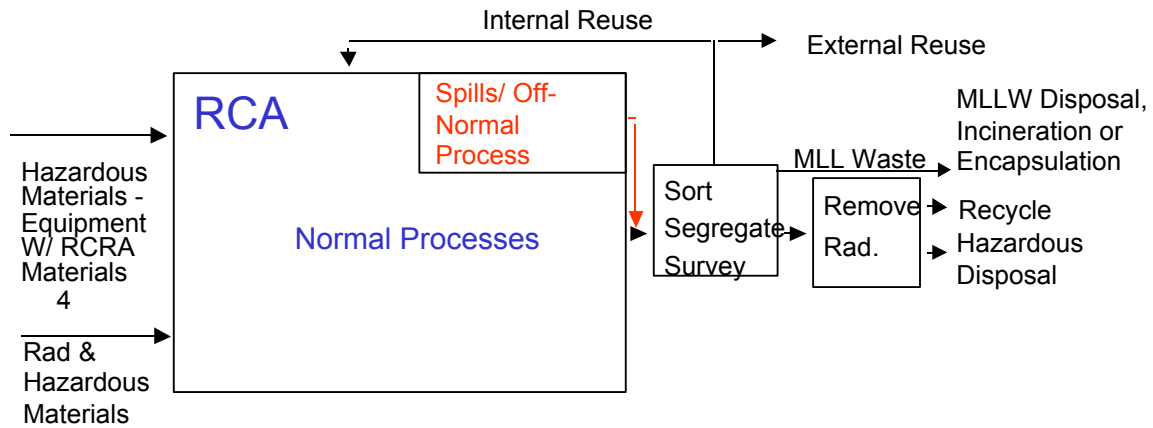 Internal Reuse
External Reuse
RCA
Spills/ Off-
Normal
Process
MLLW Disposal,
Incineration or
Encapsulation
MLL Waste
Hazardous
Materials -
Equipment
W/ RCRA
Materials
4
Normal Processes
Sort
Segregate
Survey
Remove
Rad.
Recycle
Hazardous
Disposal
Rad &
Hazardous
Materials